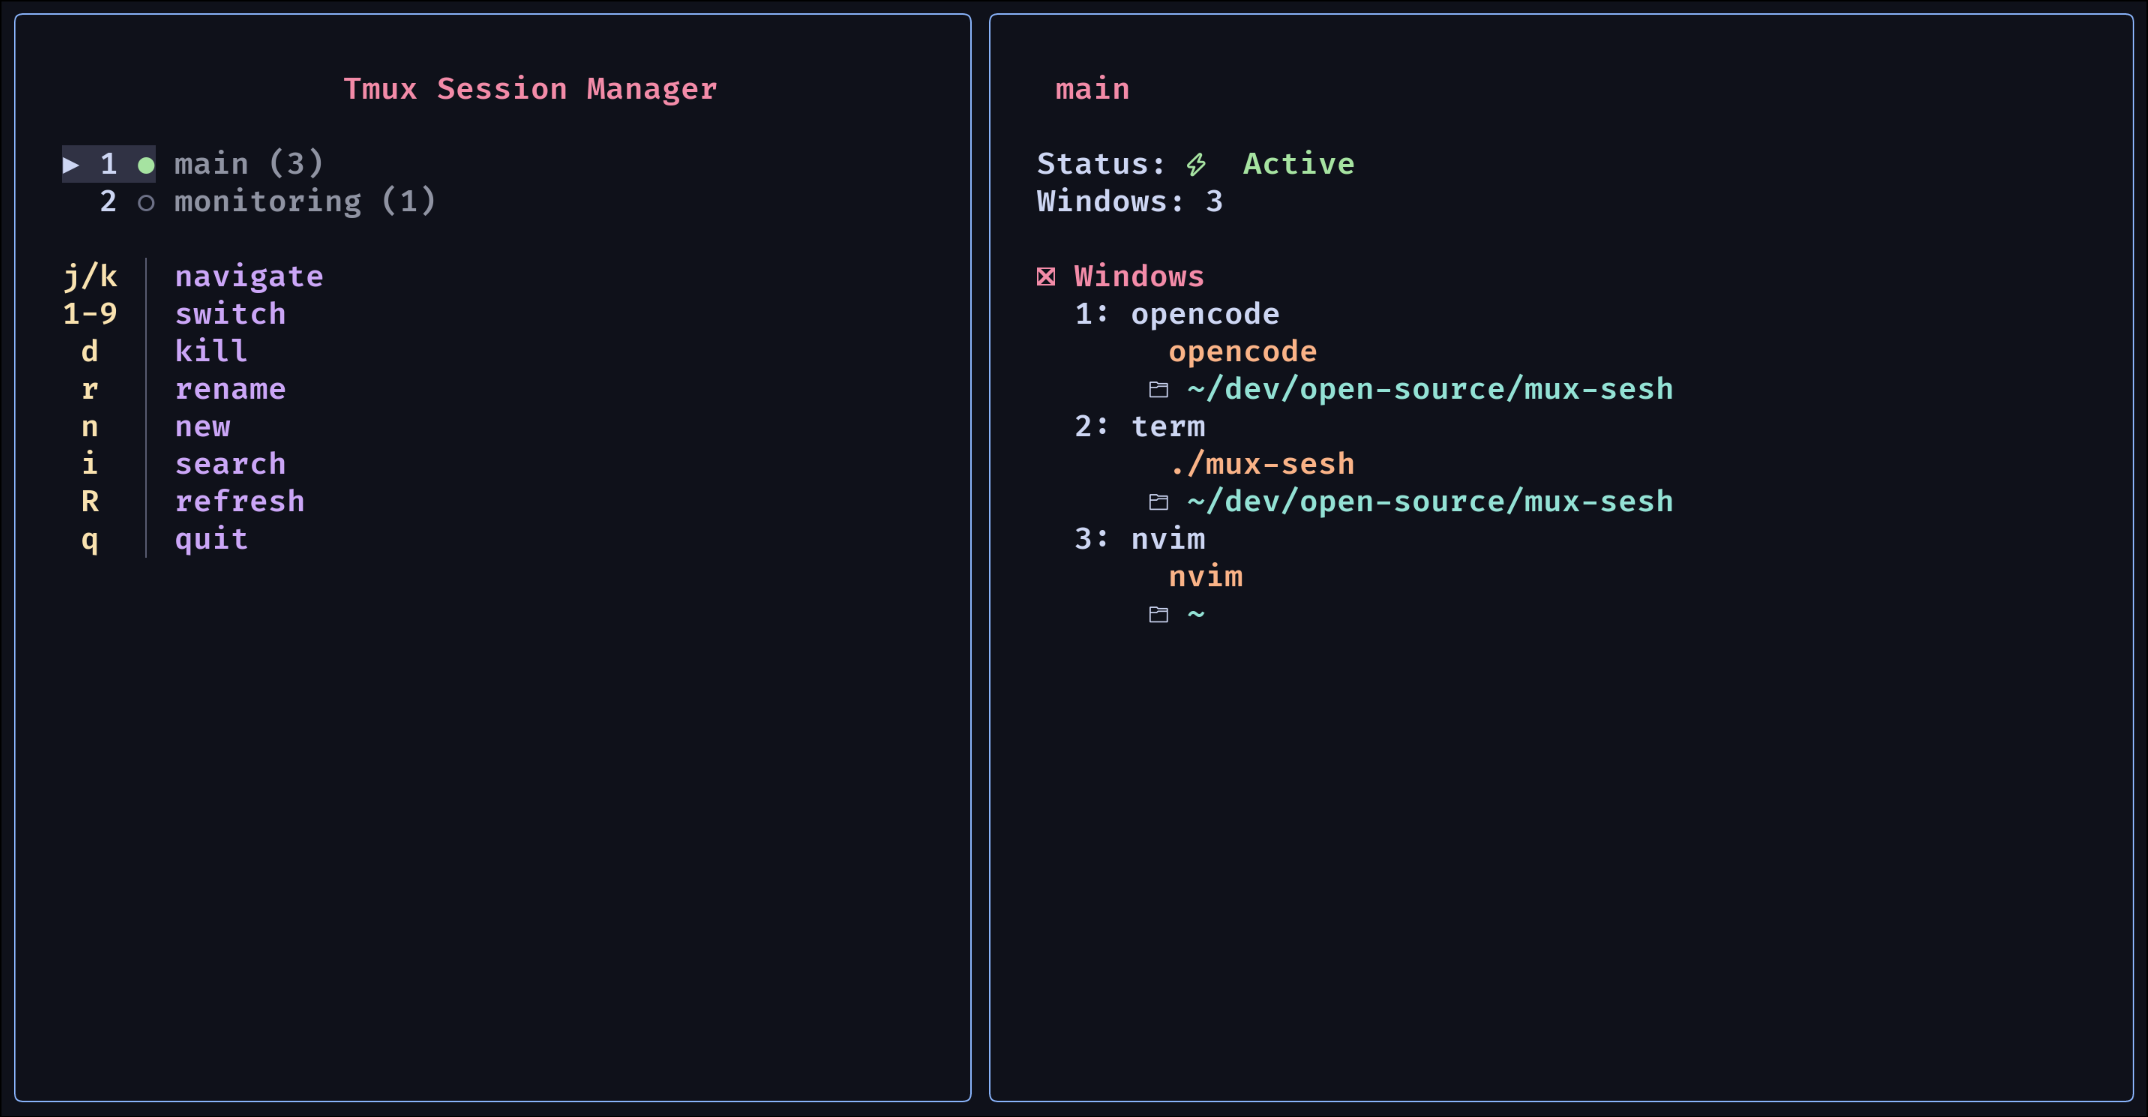 Tmux Session Manager
▶ 1 ● main (3)
2 ○ monitoring (1)
j/k │ navigate
1-9 │ switch
d │ kill
r │ rename
n │ new
i │ search
R │ refresh
q │ quit
main
Status: Active
Windows: 3
Windows
1: opencode
opencode
~/dev/open-source/mux-sesh
2: term
./mux-sesh
~/dev/open-source/mux-sesh
3: nvim
nvim
~